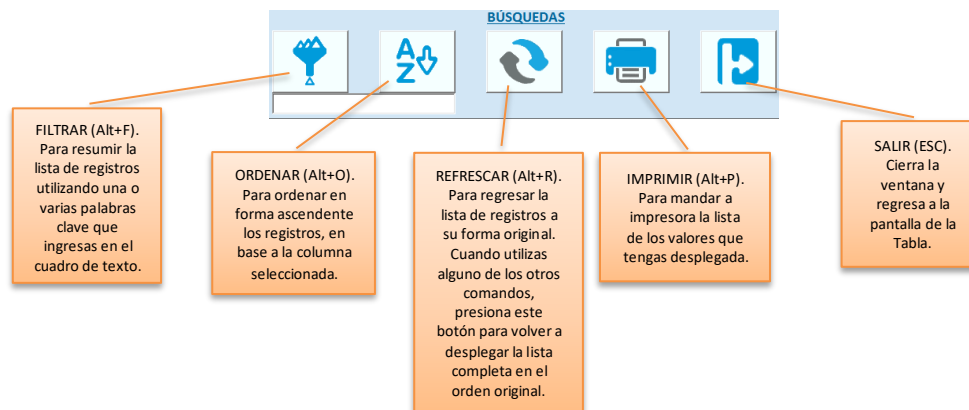 BÚSQUEDAS
A
Z
FILTRAR (Alt+F).
Para resumir la
lista de registros
utilizando una o
varias palabras
clave que
ingresas en el
cuadro de texto.
ORDENAR (Alt+O).
Para ordenar en
forma ascendente
los registros, en
base a la columna
seleccionada.
REFRESCAR (Alt+R).
Para regresar la
lista de registros a
su forma original.
Cuando utilizas
alguno de los otros
comandos,
presiona este
botón para volver a
desplegar la lista
completa en el
orden original.
IMPRIMIR (Alt+P).
Para mandar a
impresora la lista
de los valores que
tengas desplegada.
SALIR (ESC).
Cierra la
ventana y
regresa a la
pantalla de la
Tabla.